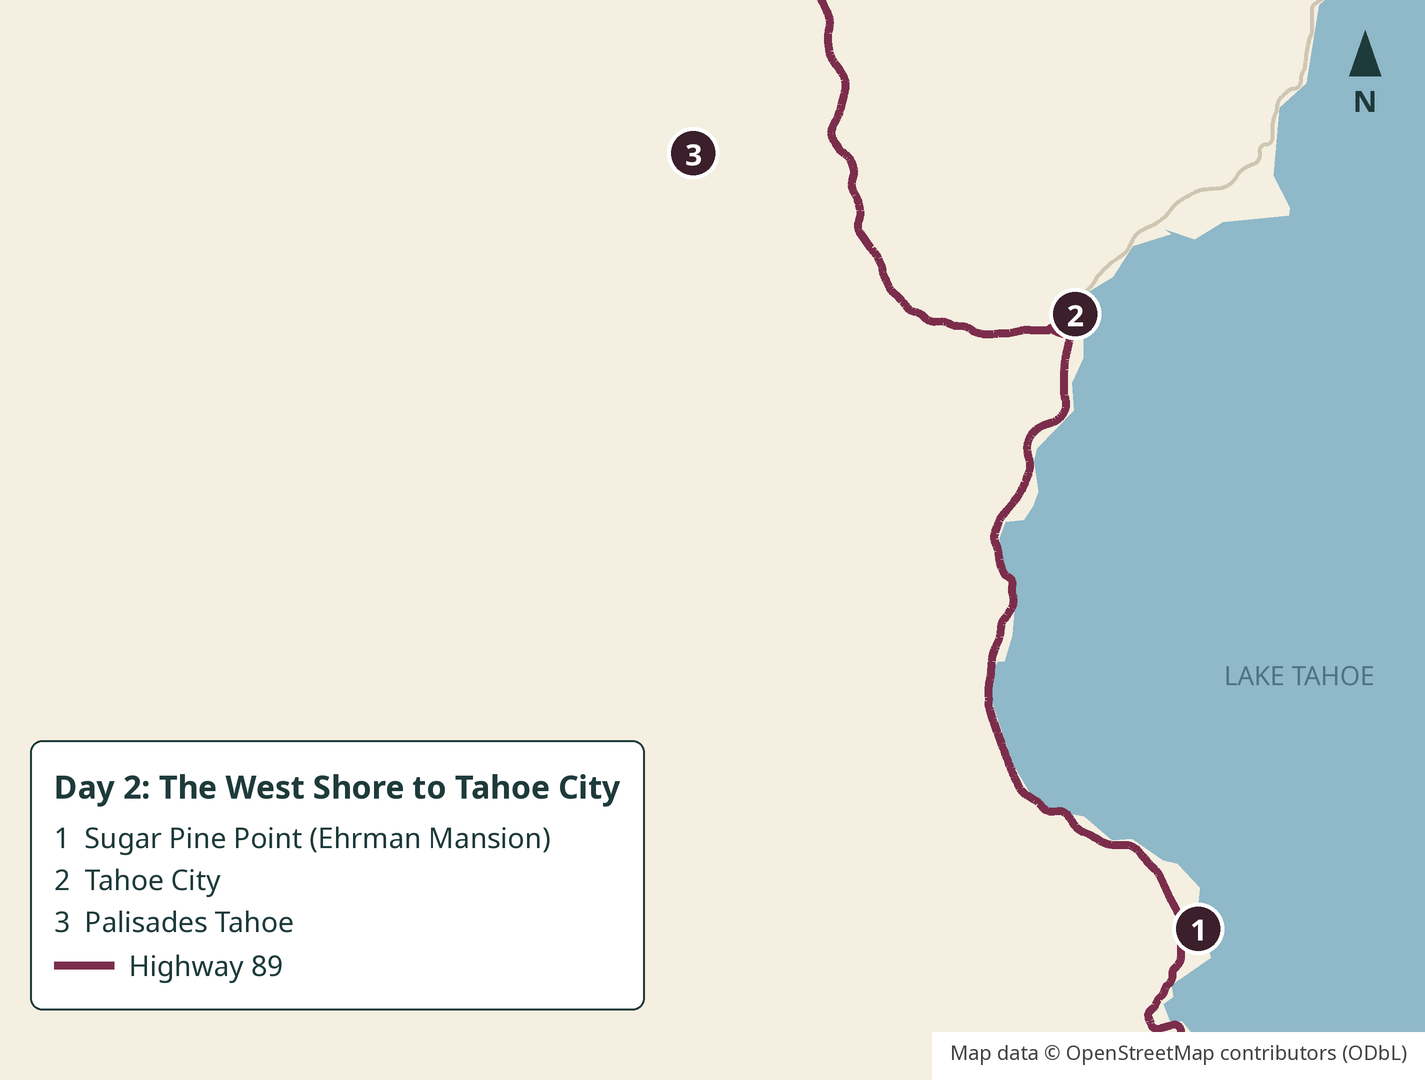 N
3
2
LAKE TAHOE
Day 2: The West Shore to Tahoe City
1 Sugar Pine Point (Ehrman Mansion)
2 Tahoe City
3 Palisades Tahoe
Highway 89
1
Map data © OpenStreetMap contributors (ODbL)